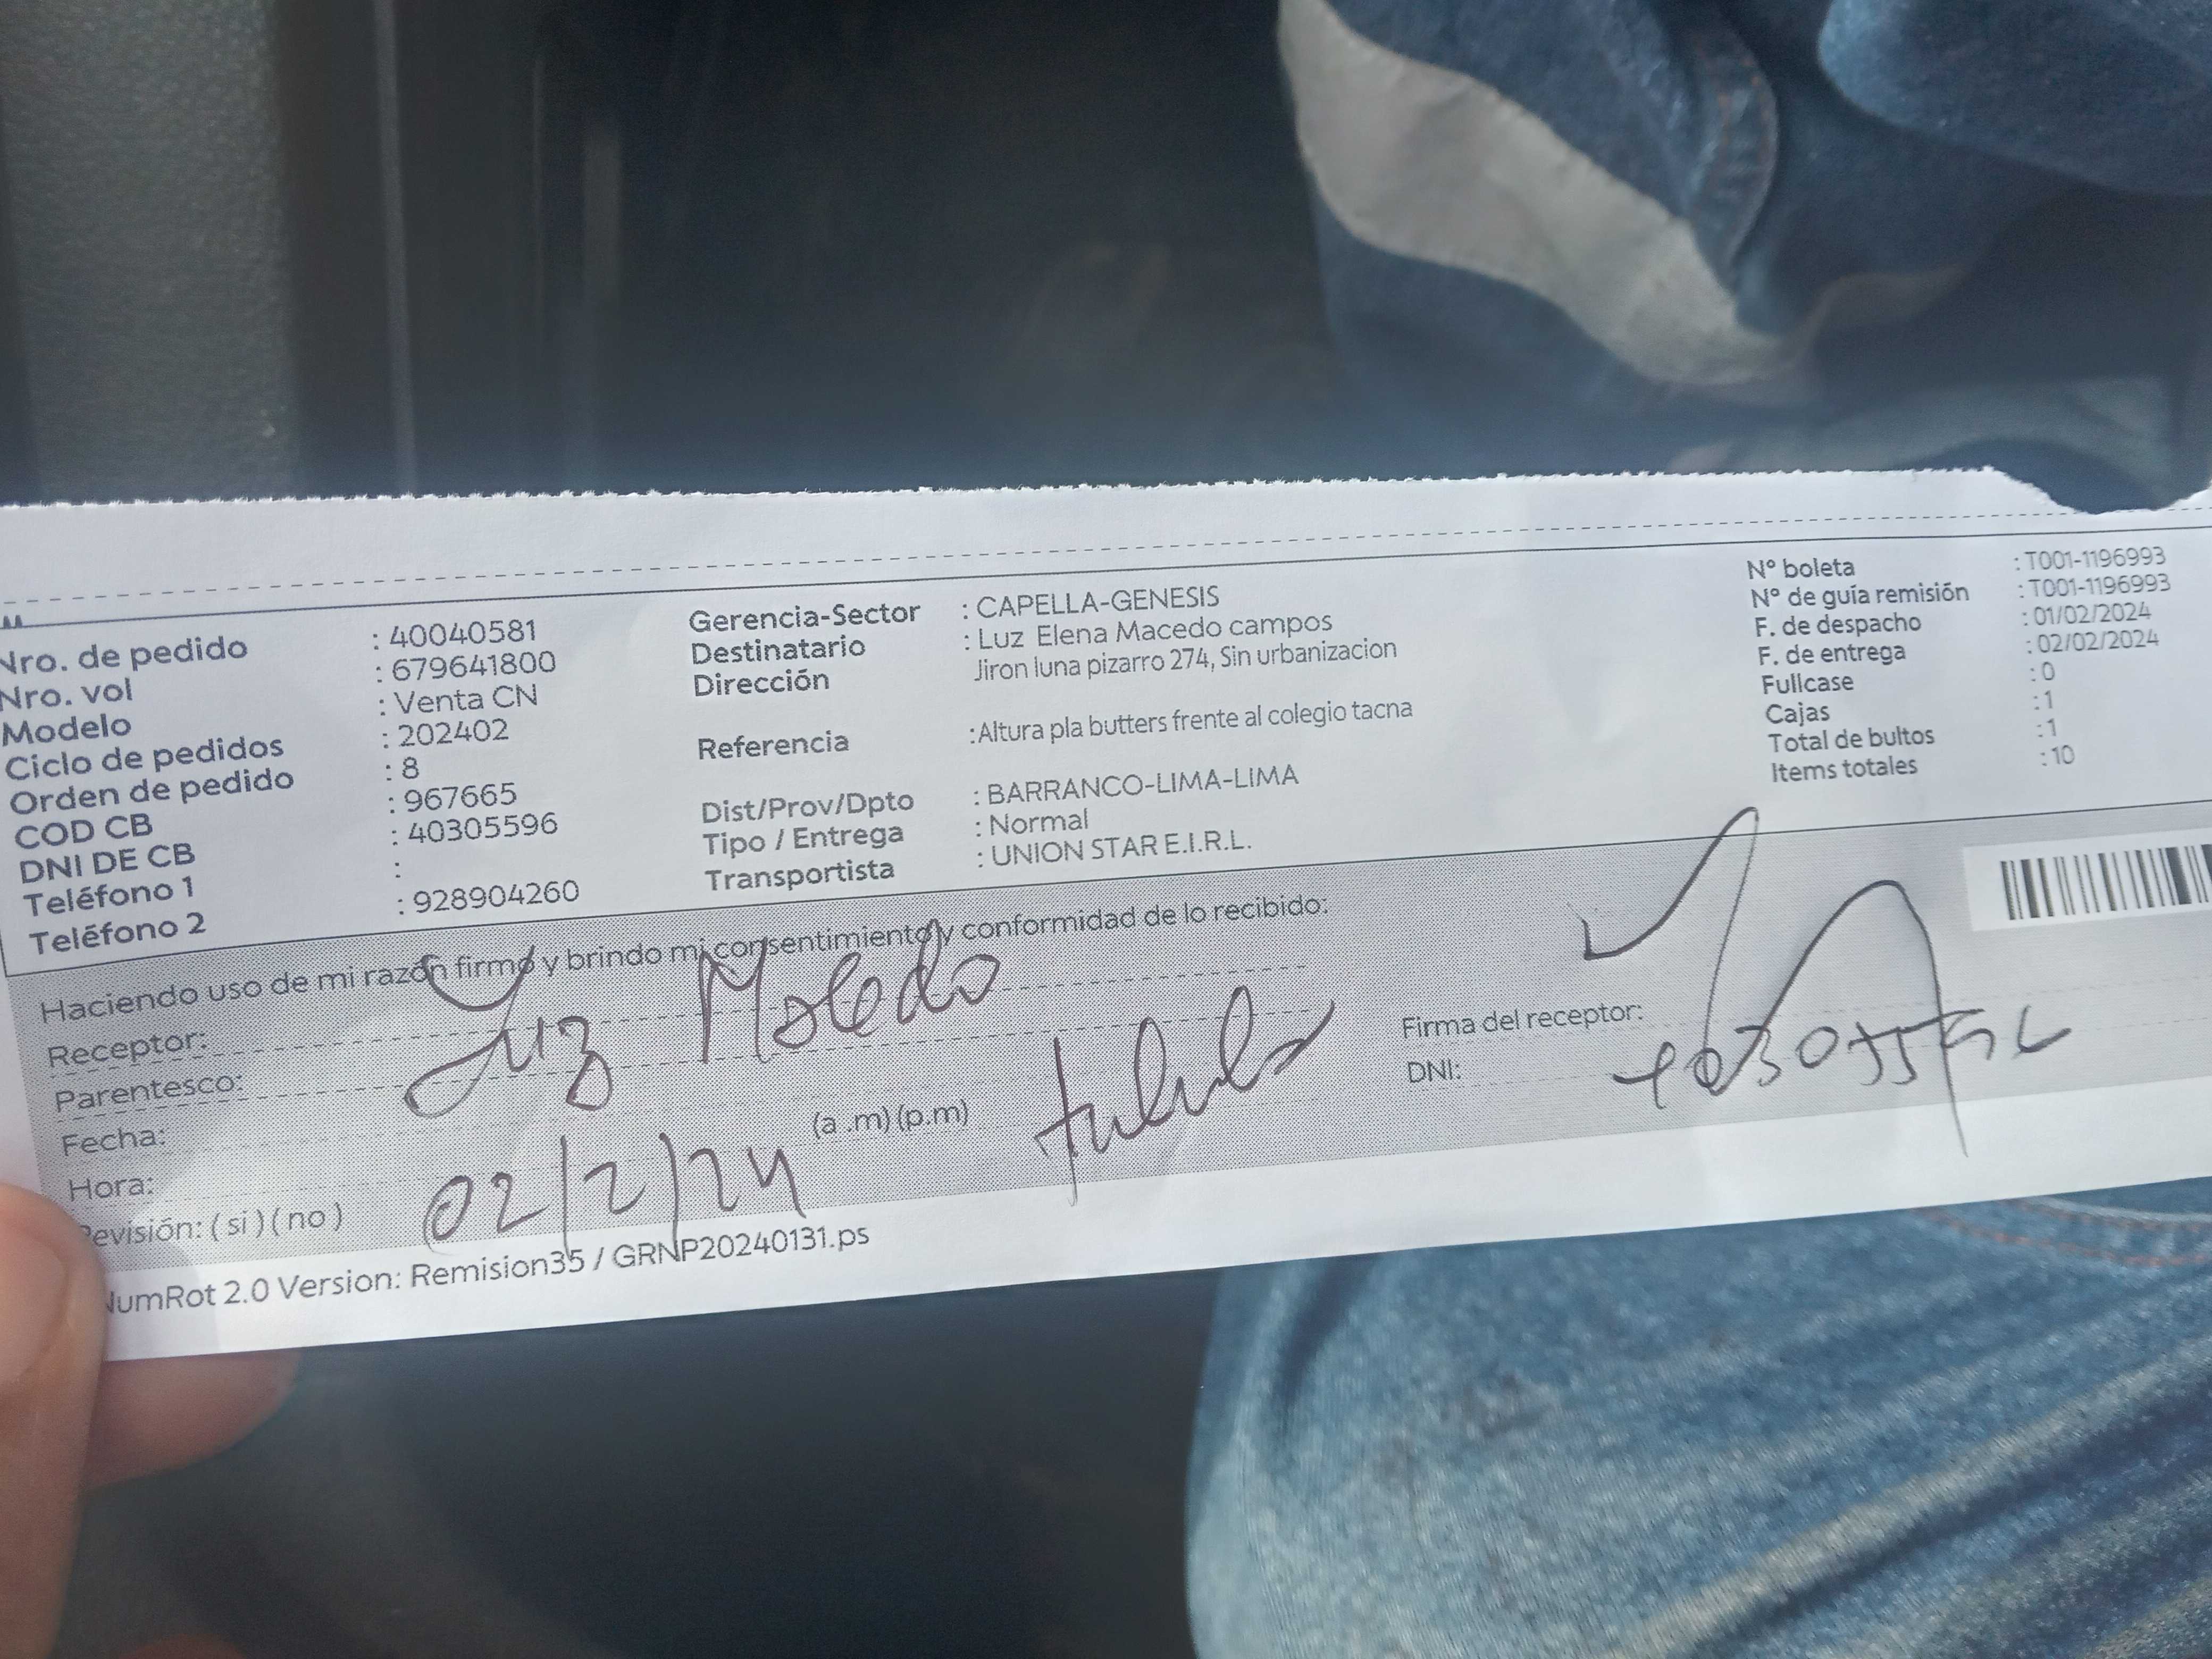 Nro. de pedido : 40040581
Nro. vol : 679641800
Modelo : Venta CN
Ciclo de pedidos : 202402
Orden de pedido : 8
COD CB : 967665
DNI DE CB : 40305596
Teléfono 1 :
Teléfono 2 : 928904260
Gerencia-Sector : CAPELLA-GENESIS
Destinatario : Luz Elena Macedo campos
Dirección Jiron luna pizarro 274, Sin urbanizacion
Referencia :Altura pla butters frente al colegio tacna
Dist/Prov/Dpto : BARRANCO-LIMA-LIMA
Tipo / Entrega : Normal
Transportista : UNION STAR E.I.R.L.
N° boleta : T001-1196993
N° de guía remisión : T001-1196993
F. de despacho : 01/02/2024
F. de entrega : 02/02/2024
Fullcase : 0
Cajas : 1
Total de bultos : 1
Items totales : 10
Haciendo uso de mi razón firmo y brindo mi consentimiento y conformidad de lo recibido:
Receptor: Luz
Parentesco:
Fecha: 02/2/24
Hora: (a .m) (p.m)
Revisión: ( si ) ( no )
Firma del receptor:
DNI:
NumRot 2.0 Version: Remision35 / GRNP20240131.ps